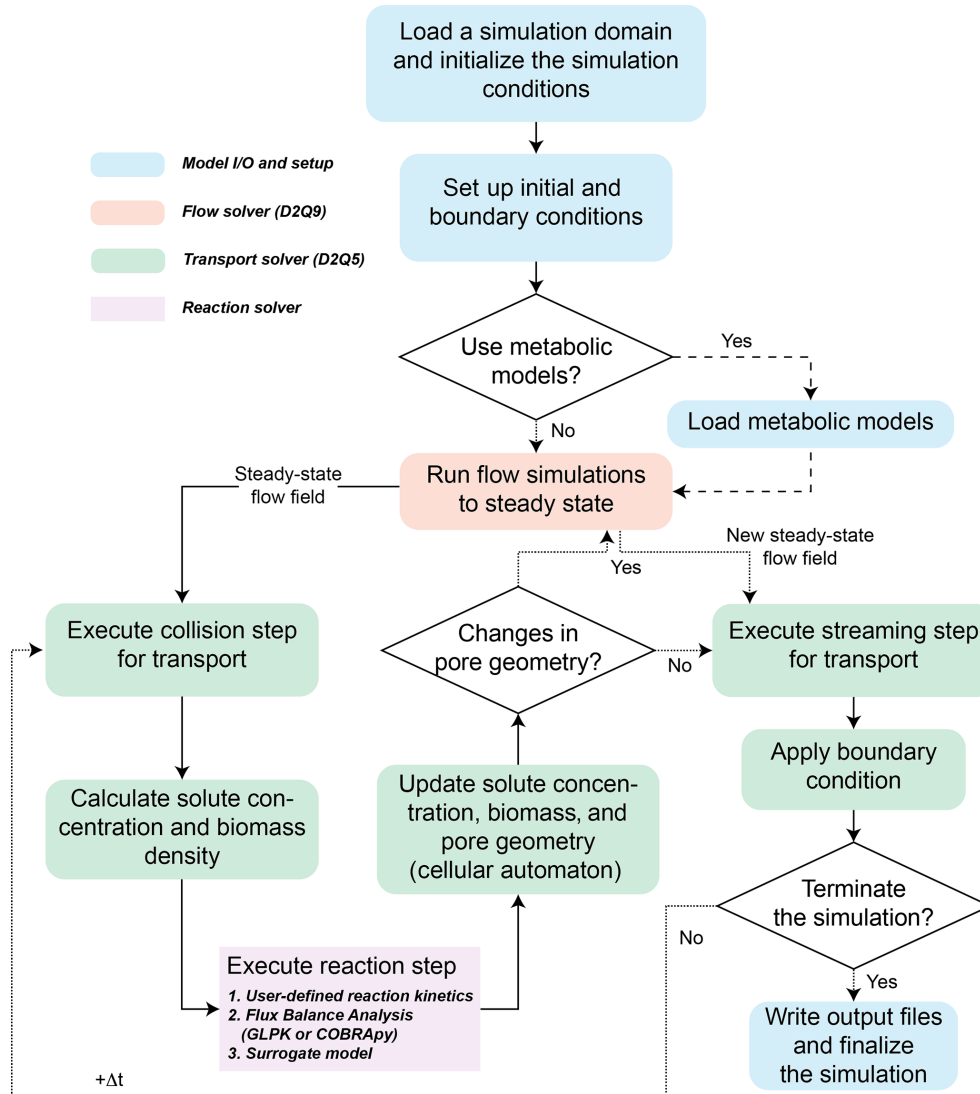 Load a simulation domain
and initialize the simulation
conditions
Model I/O and setup
Flow solver (D2Q9)
Transport solver (D2Q5)
Reaction solver
Set up initial and
boundary conditions
Use metabolic
models?
Yes
Load metabolic models
No
Run flow simulations
to steady state
Steady-state
flow field
New steady-state
flow field
Yes
Execute collision step
for transport
Changes in
pore geometry?
No
Execute streaming step
for transport
Calculate solute con-
centration and biomass
density
Update solute concen-
tration, biomass, and
pore geometry
(cellular automaton)
Apply boundary
condition
Terminate
the simulation?
No
Yes
Execute reaction step
1. User-defined reaction kinetics
2. Flux Balance Analysis
(GLPK or COBRApy)
3. Surrogate model
Write output files
and finalize
the simulation
+Δt